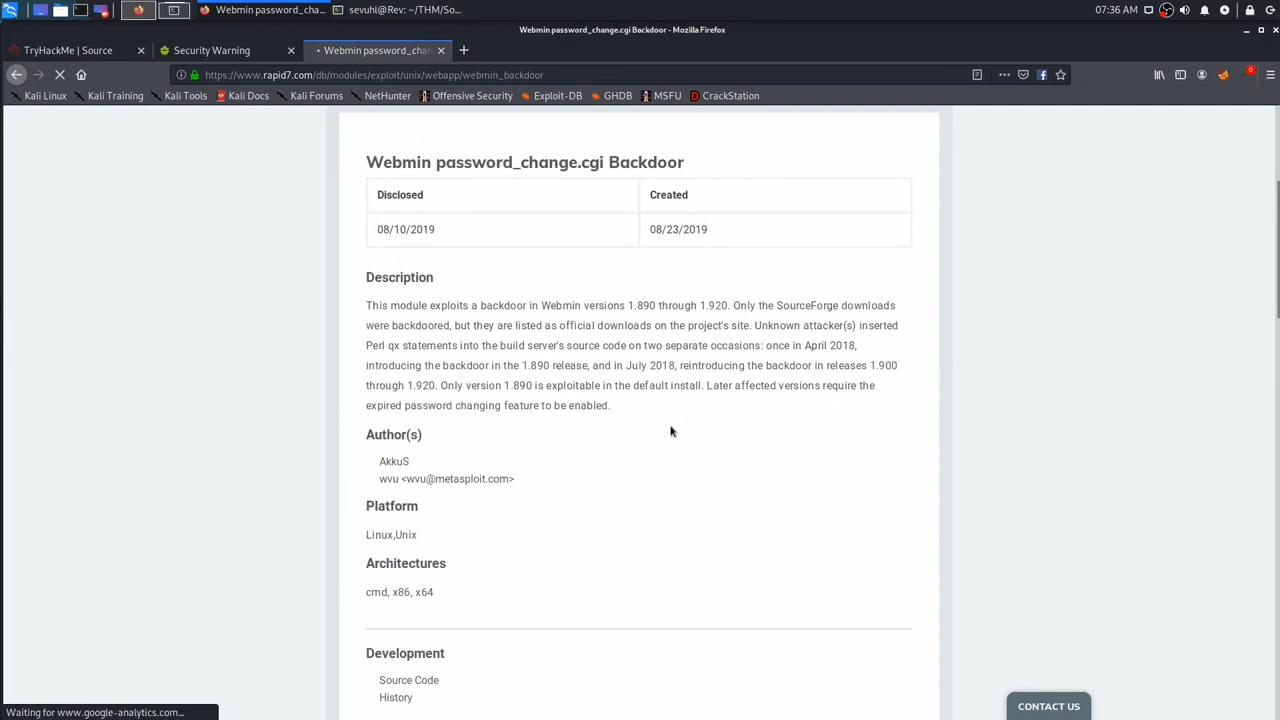 Webmin password_cha...
sevuhl@Rev: ~/THM/So...
07:36 AM
Webmin password_change.cgi Backdoor - Mozilla Firefox
TryHackMe | Source
Security Warning
Webmin password_chan
https://www.rapid7.com/db/modules/exploit/unix/webapp/webmin_backdoor
0
Kali Linux
Kali Training
Kali Tools
Kali Docs
Kali Forums
NetHunter
Offensive Security
Exploit-DB
GHDB
MSFU
CrackStation
Webmin password_change.cgi Backdoor
Disclosed
Created
08/10/2019
08/23/2019
Description
This module exploits a backdoor in Webmin versions 1.890 through 1.920. Only the SourceForge downloads
were backdoored, but they are listed as official downloads on the project's site. Unknown attacker(s) inserted
Perl qx statements into the build server's source code on two separate occasions: once in April 2018,
introducing the backdoor in the 1.890 release, and in July 2018, reintroducing the backdoor in releases 1.900
through 1.920. Only version 1.890 is exploitable in the default install. Later affected versions require the
expired password changing feature to be enabled.
Author(s)
AkkuS
wvu <wvu@metasploit.com>
Platform
Linux,Unix
Architectures
cmd, x86, x64
Development
Source Code
History
Waiting for www.google-analytics.com...
CONTACT US